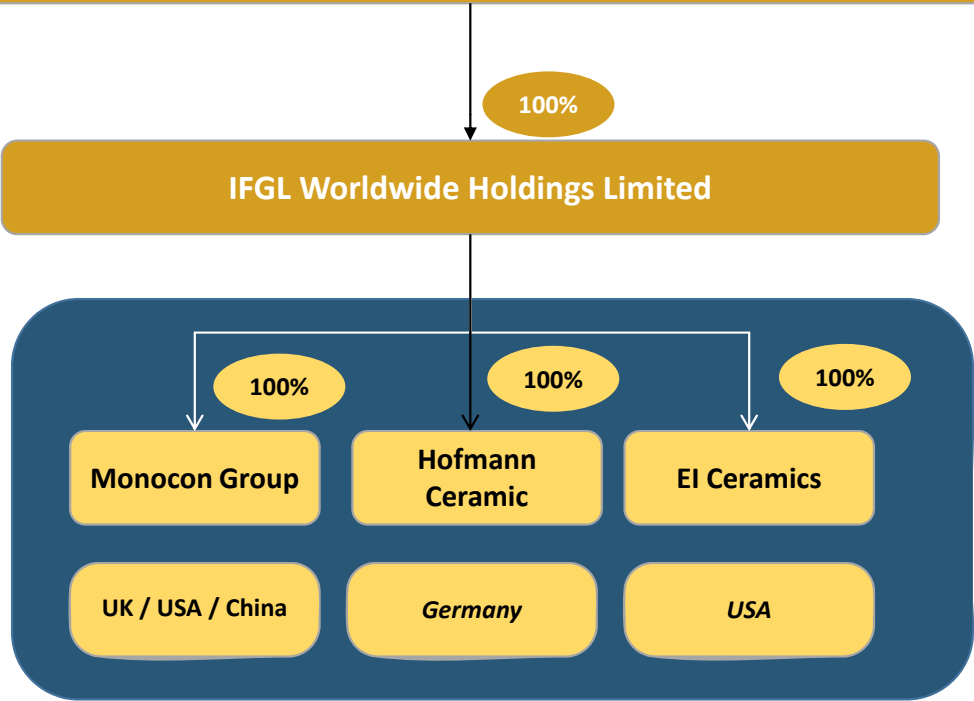 100%
IFGL Worldwide Holdings Limited
100%
100%
100%
Monocon Group
Hofmann
Ceramic
EI Ceramics
UK / USA / China
Germany
USA